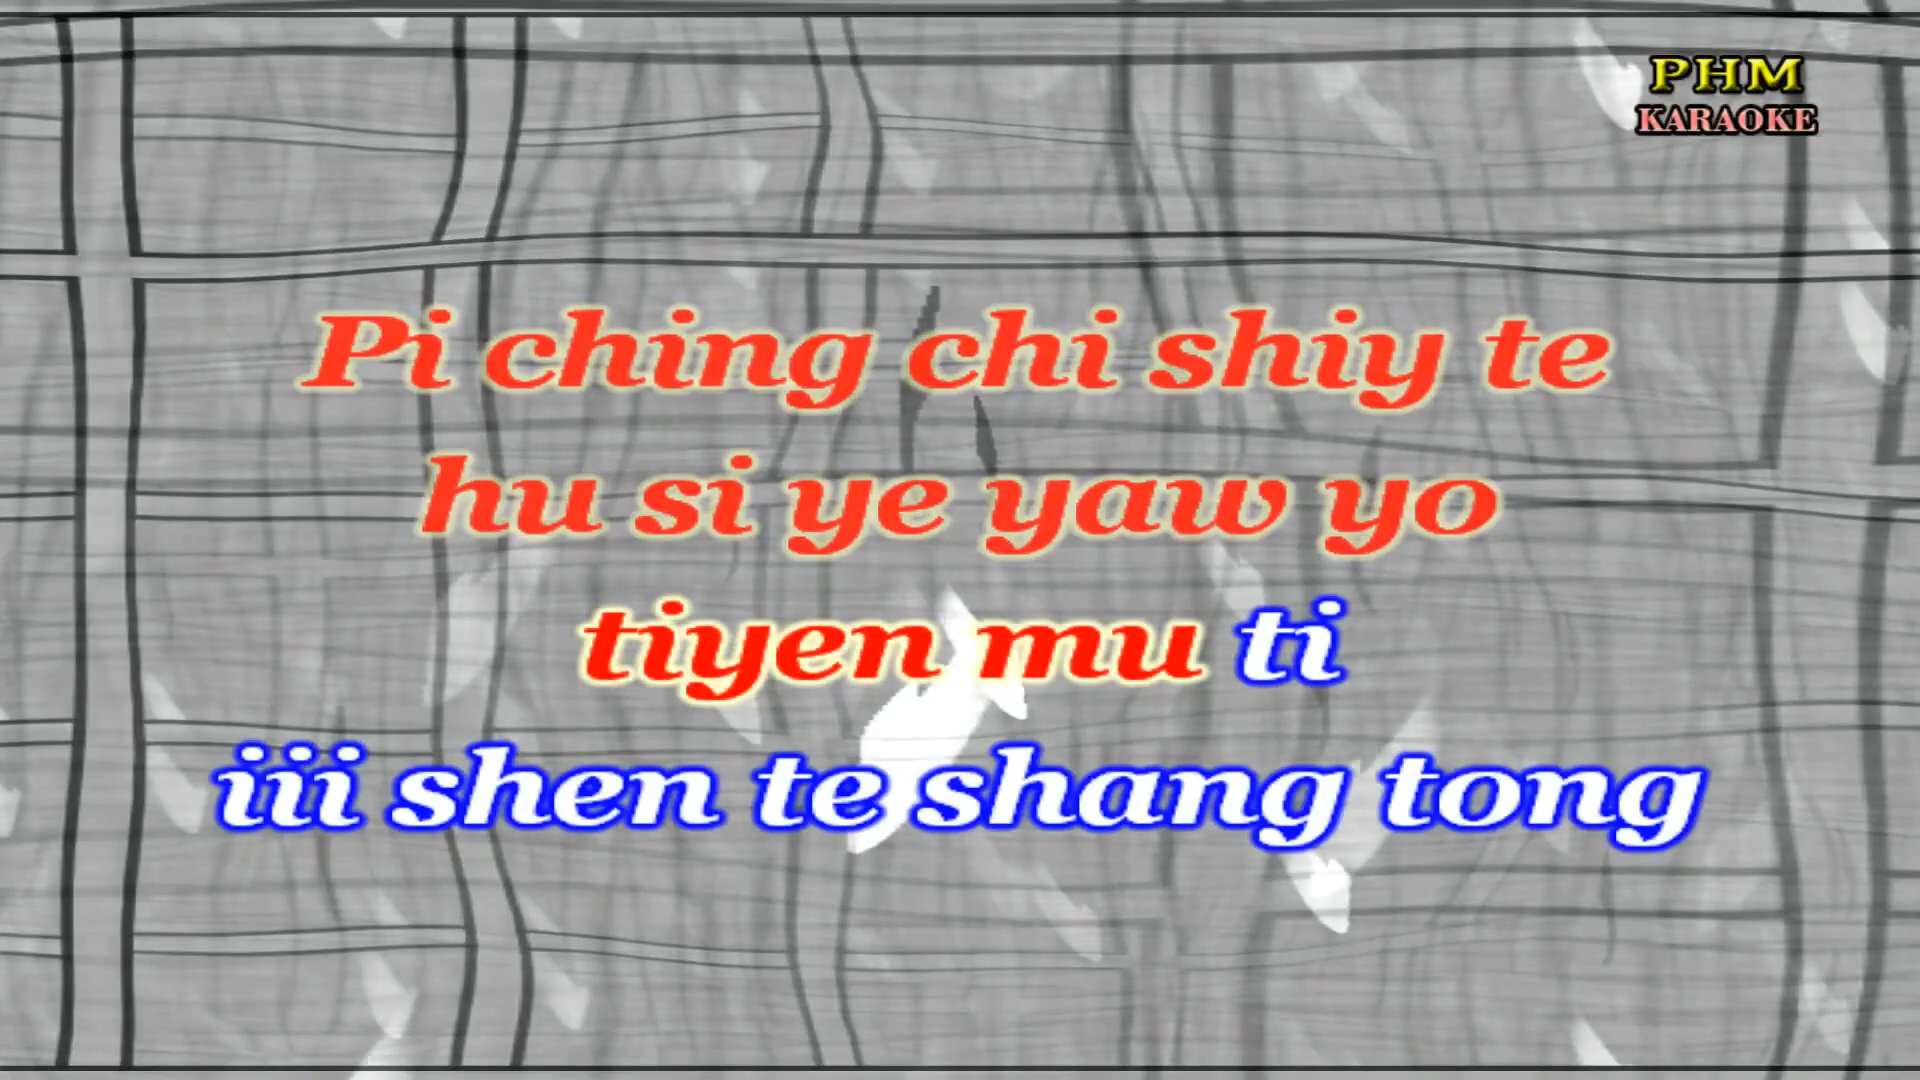 PHM
KARAOKE
Pi ching chi shiy te
hu si ye yaw yo
tiyen mu ti
iii shen te shang tong